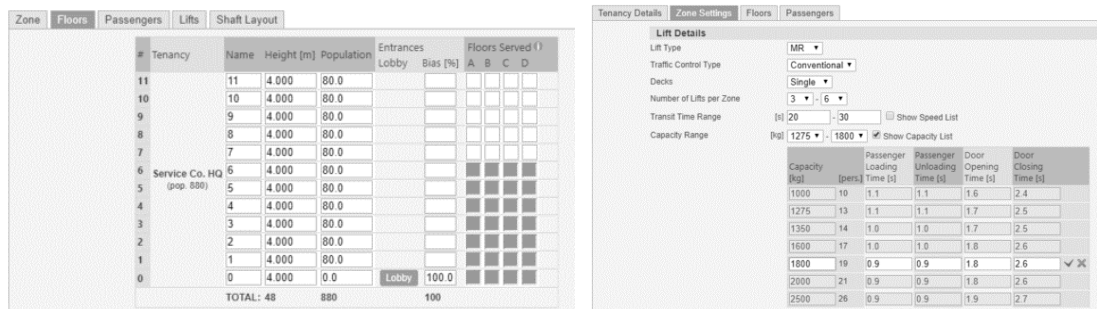 Zone Floors Passengers Lifts Shaft Layout
# Tenancy Name Height [m] Population Entrances Floors Served
Lobby Bias [%] A B C D
11 11 4.000 80.0
10 10 4.000 80.0
9 9 4.000 80.0
8 8 4.000 80.0
7 7 4.000 80.0
6 Service Co. HQ 6 4.000 80.0
(pop. 880)
5 5 4.000 80.0
4 4 4.000 80.0
3 3 4.000 80.0
2 2 4.000 80.0
1 1 4.000 80.0
0 0 4.000 0.0 Lobby 100.0
TOTAL: 48 880 100
Tenancy Details Zone Settings Floors Passengers
Lift Details
Lift Type MR
Traffic Control Type Conventional
Decks Single
Number of Lifts per Zone 3 - 6
Transit Time Range [s] 20 - 30 Show Speed List
Capacity Range [kg] 1275 - 1800 Show Capacity List
Capacity [kg] [pers.] Passenger Loading Time [s] Passenger Unloading Time [s] Door Opening Time [s] Door Closing Time [s]
1000 10 1.1 1.1 1.6 2.4
1275 13 1.1 1.1 1.7 2.5
1350 14 1.0 1.0 1.7 2.5
1600 17 1.0 1.0 1.8 2.6
1800 19 0.9 0.9 1.8 2.6
2000 21 0.9 0.9 1.8 2.6
2500 26 0.9 0.9 1.9 2.7